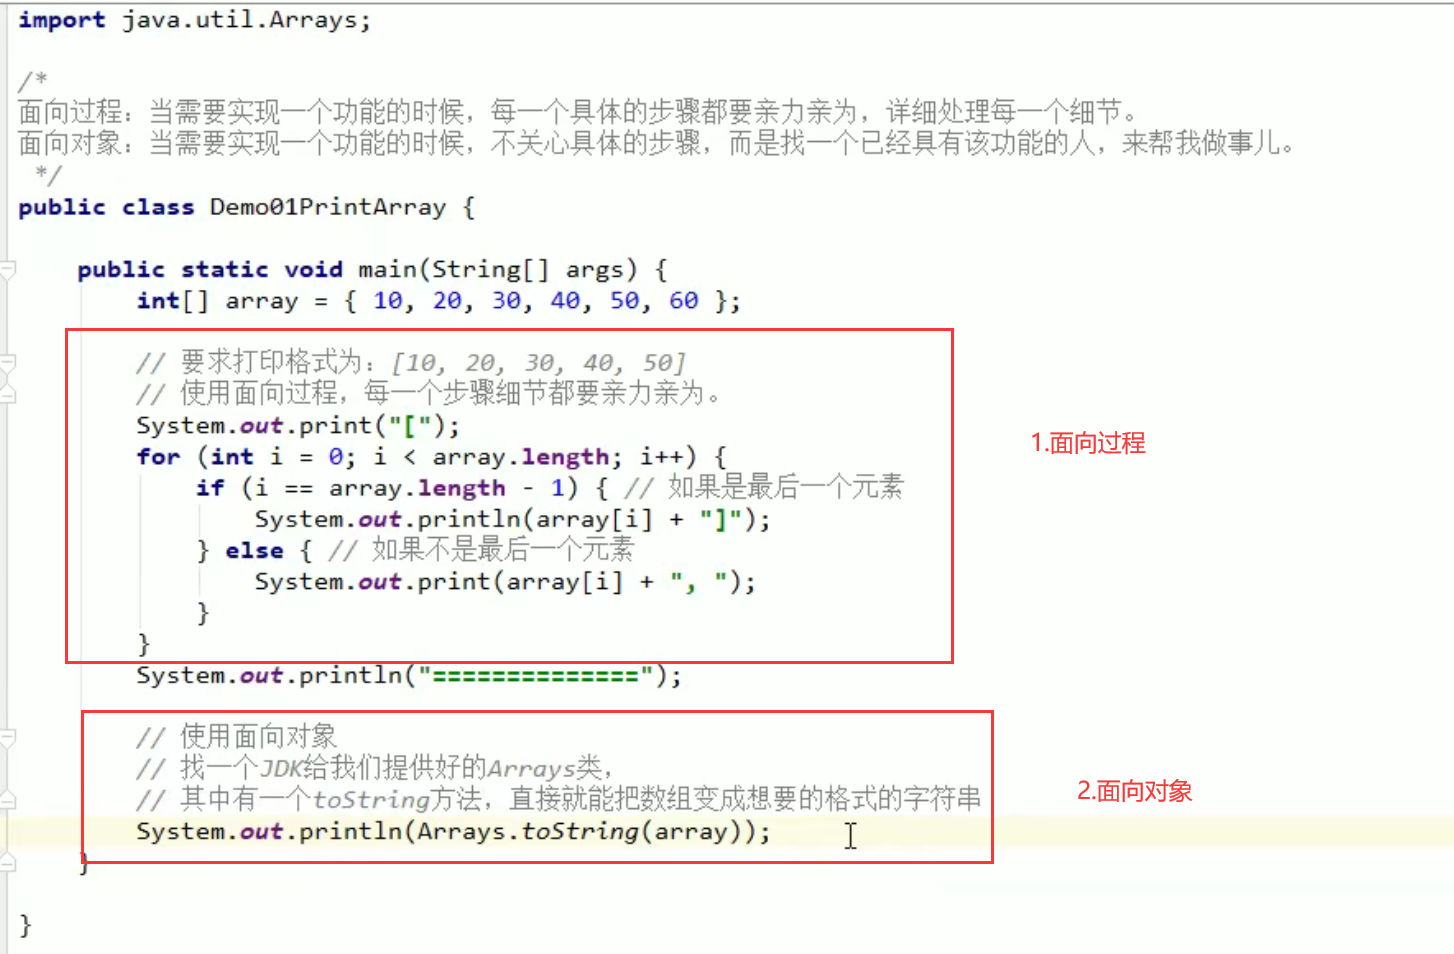 import java.util.Arrays;
/*
面向过程：当需要实现一个功能的时候，每一个具体的步骤都要亲力亲为，详细处理每一个细节。
面向对象：当需要实现一个功能的时候，不关心具体的步骤，而是找一个已经具有该功能的人，来帮我做事儿。
*/
public class Demo01PrintArray {
public static void main(String[] args) {
int[] array = { 10, 20, 30, 40, 50, 60 };
// 要求打印格式为：[10, 20, 30, 40, 50]
// 使用面向过程，每一个步骤细节都要亲力亲为。
System.out.print("[");
for (int i = 0; i < array.length; i++) {
1.面向过程
if (i == array.length - 1) { // 如果是最后一个元素
System.out.println(array[i] + "]");
} else { // 如果不是最后一个元素
System.out.print(array[i] + ", ");
}
}
System.out.println("==============");
// 使用面向对象
// 找一个JDK给我们提供好的Arrays类，
// 其中有一个toString方法，直接就能把数组变成想要的格式的字符串
2.面向对象
System.out.println(Arrays.toString(array));
}
}